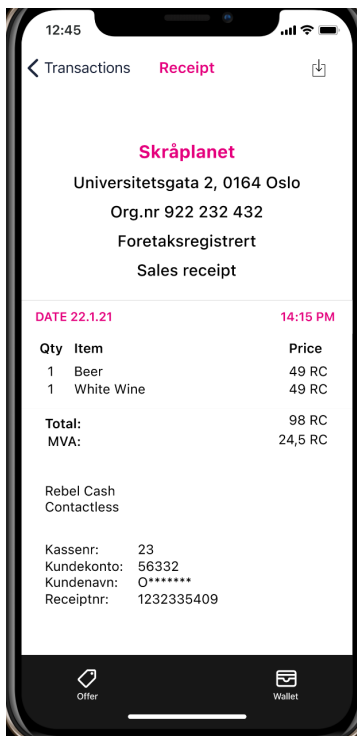 12:45
Transactions Receipt
Skråplanet
Universitetsgata 2, 0164 Oslo
Org.nr 922 232 432
Foretaksregistrert
Sales receipt
DATE 22.1.21 14:15 PM
Qty Item Price
1 Beer 49 RC
1 White Wine 49 RC
Total: 98 RC
MVA: 24,5 RC
Rebel Cash
Contactless
Kassenr: 23
Kundekonto: 56332
Kundenavn: O*******
Receiptnr: 1232335409
Offer Wallet